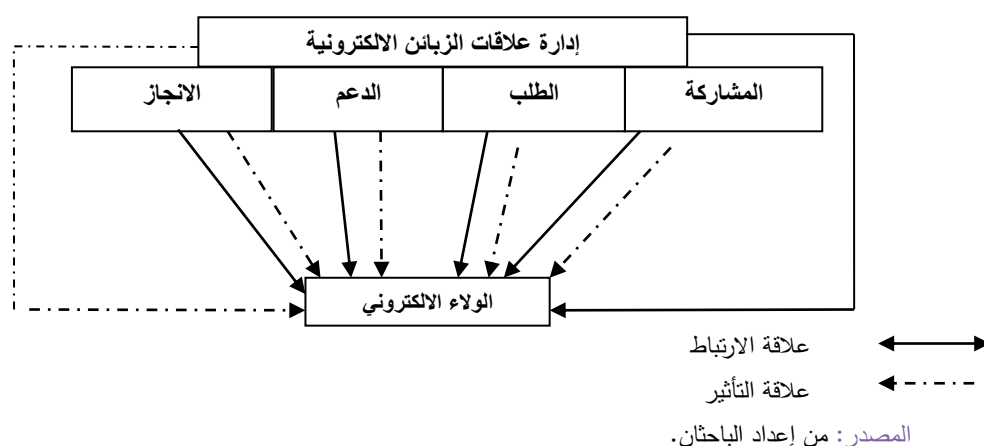 إدارة علاقات الزبائن الالكترونية
المشاركة الطلب الدعم الانجاز
الولاء الالكتروني
علاقة الارتباط
علاقة التأثير
المصدر: من إعداد الباحثان.